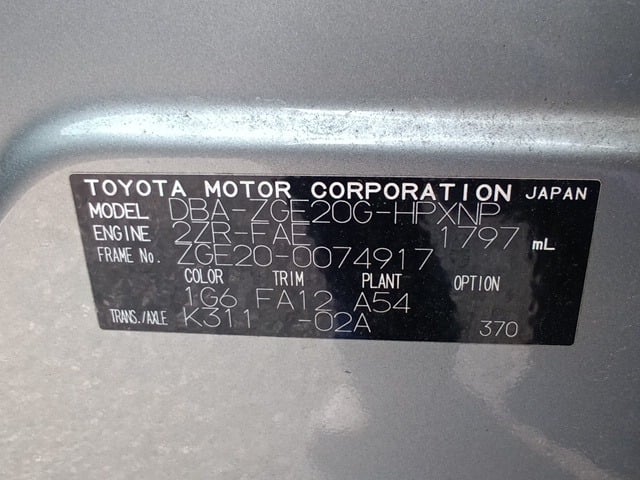 TOYOTA MOTOR CORPORATION JAPAN
MODEL DBA-ZGE20G-HPXNP
ENGINE 2ZR-FAE 1797 mL
FRAME No. ZGE20-0074917
COLOR TRIM PLANT OPTION
1G6 FA12 A54
TRANS./AXLE K311 -02A 370